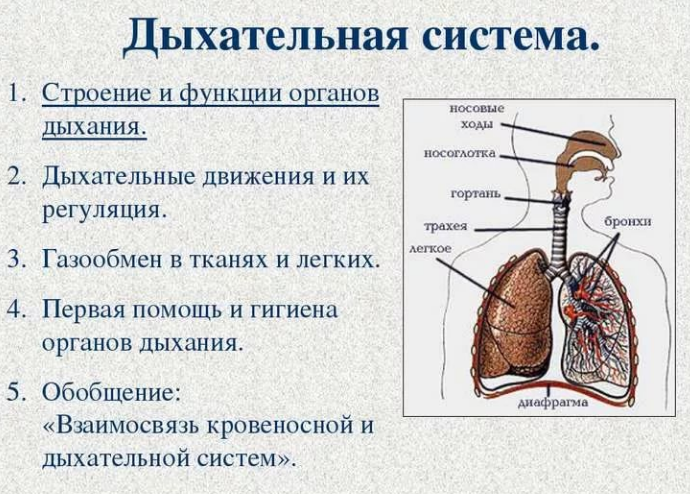 Дыхательная система.
1. Строение и функции органов
дыхания.
2. Дыхательные движения и их
регуляция.
3. Газообмен в тканях и легких.
4. Первая помощь и гигиена
органов дыхания.
5. Обобщение:
«Взаимосвязь кровеносной и
дыхательной систем».
носовые
ходы
носоглотка
гортань
трахея
бронхи
легкое
диафрагма